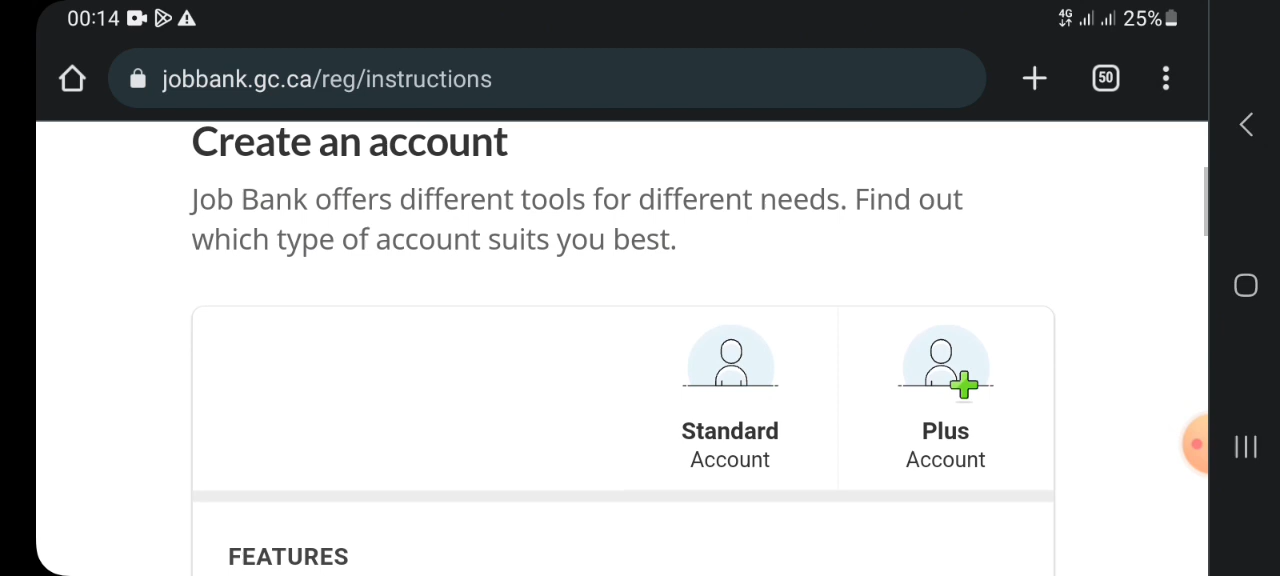 00:14
4G
25%
jobbank.gc.ca/reg/instructions
50
Create an account
Job Bank offers different tools for different needs. Find out
which type of account suits you best.
Standard
Account
Plus
Account
FEATURES